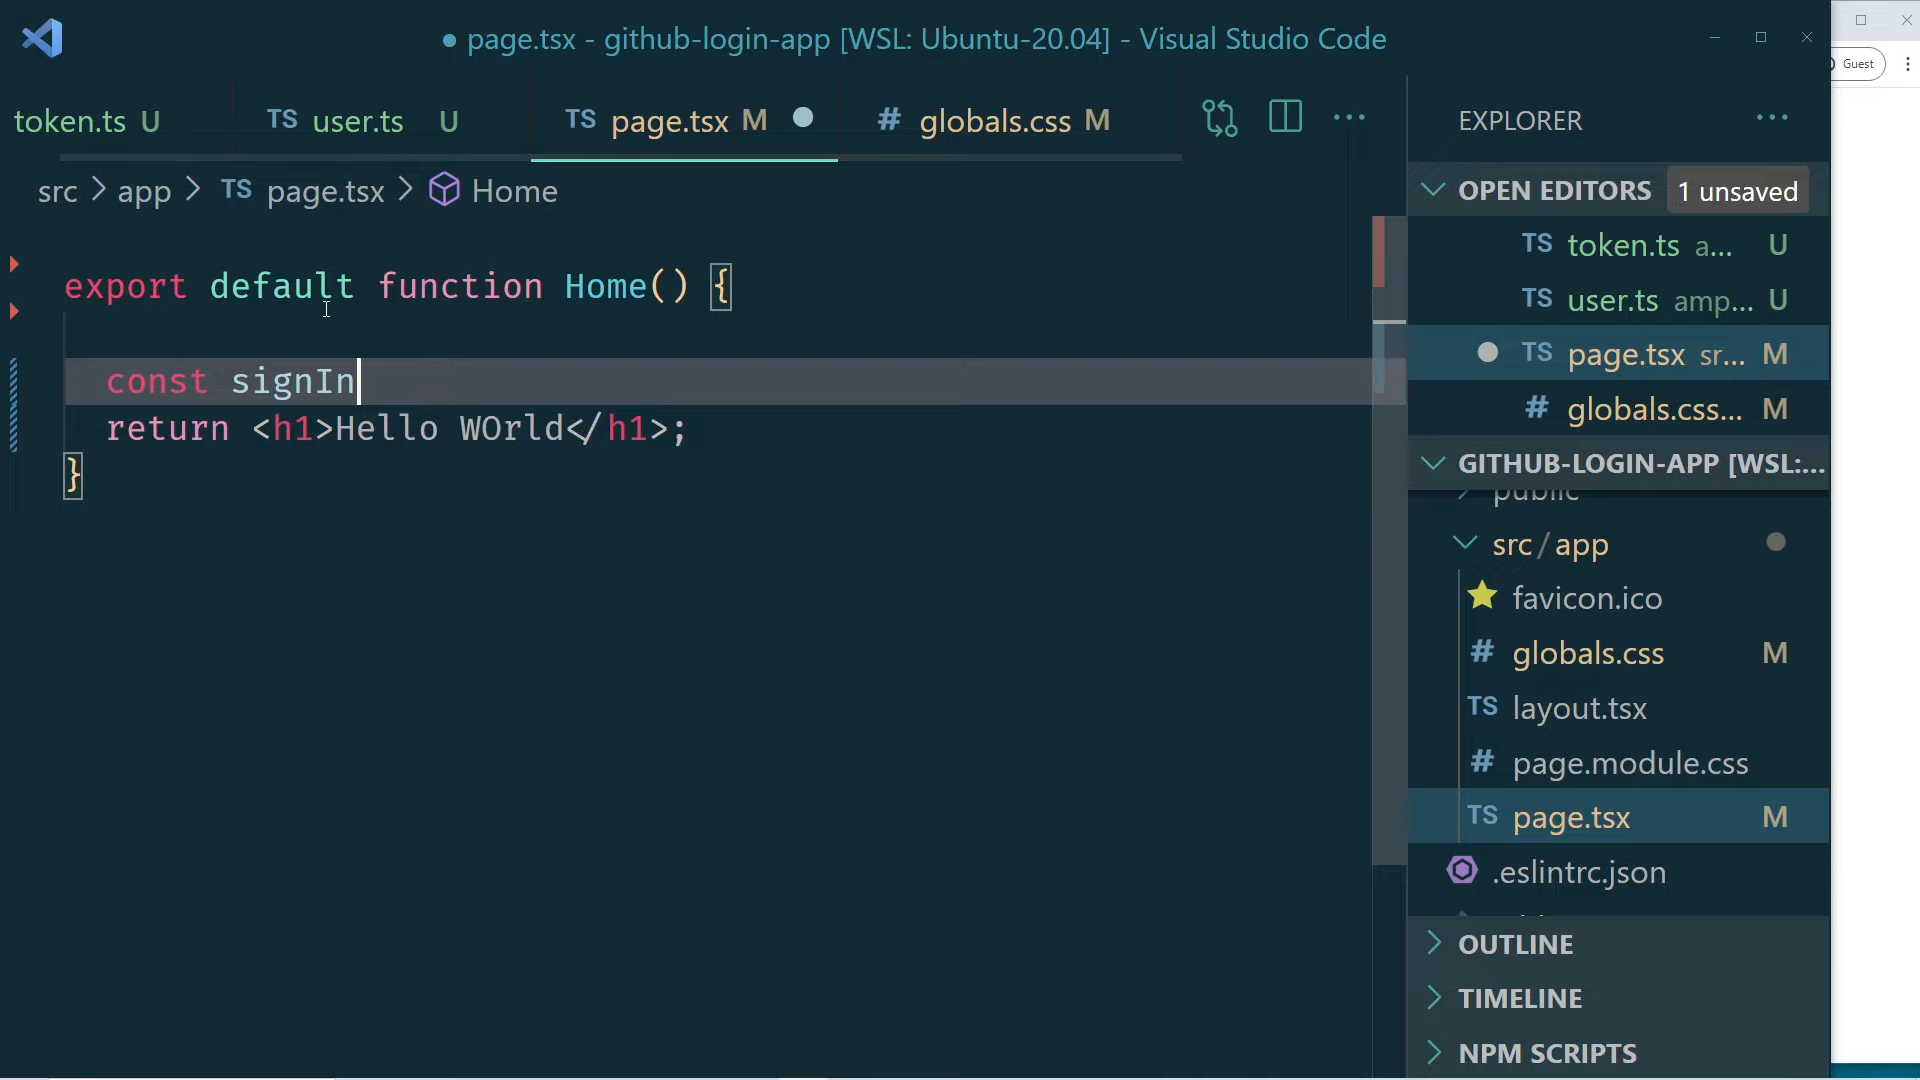 page.tsx - github-login-app [WSL: Ubuntu-20.04] - Visual Studio Code
Guest
token.ts U
TS user.ts U
TS page.tsx M
# globals.css M
EXPLORER
src > app > TS page.tsx > Home
OPEN EDITORS 1 unsaved
TS token.ts a... U
TS user.ts amp... U
TS page.tsx sr... M
# globals.css... M
export default function Home() {
const signIn
return <h1>Hello WOrld</h1>;
}
GITHUB-LOGIN-APP [WSL:...
public
src/app
favicon.ico
# globals.css M
TS layout.tsx
# page.module.css
TS page.tsx M
.eslintrc.json
OUTLINE
TIMELINE
NPM SCRIPTS